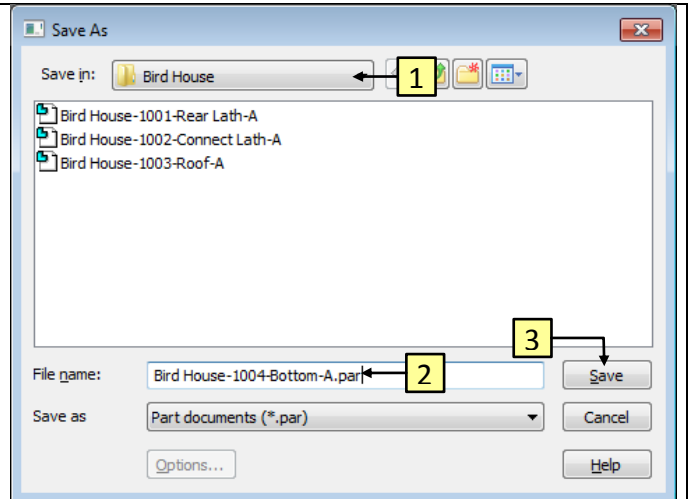 Save As
Save in: Bird House 1
Bird House-1001-Rear Lath-A
Bird House-1002-Connect Lath-A
Bird House-1003-Roof-A
3
File name: Bird House-1004-Bottom-A.par 2 Save
Save as Part documents (*.par) Cancel
Options... Help